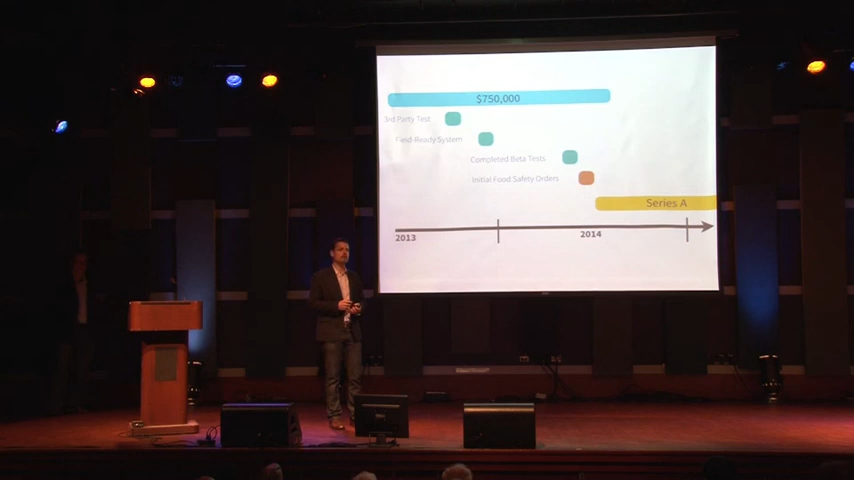 $750,000
3rd Party Test
Field-Ready System
Completed Beta Tests
Initial Food Safety Orders
Series A
2013
2014